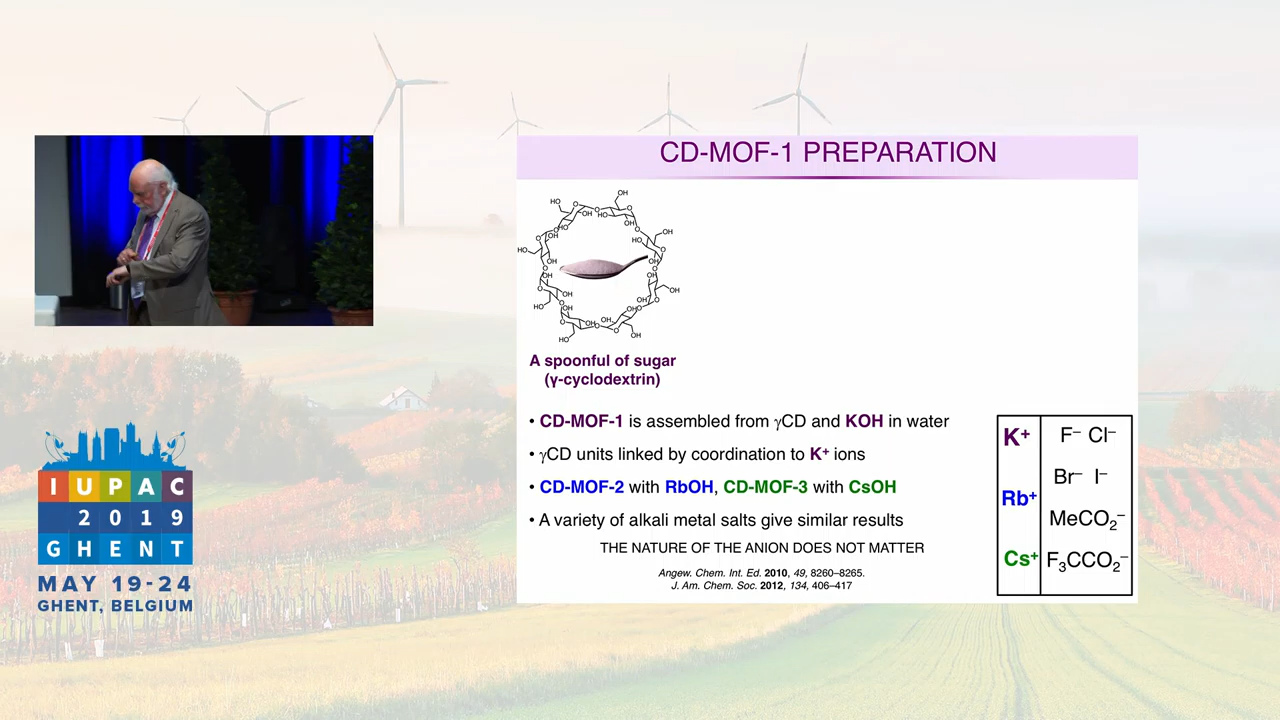 CD-MOF-1 PREPARATION
A spoonful of sugar
(γ-cyclodextrin)
• CD-MOF-1 is assembled from γCD and KOH in water
• γCD units linked by coordination to K⁺ ions
• CD-MOF-2 with RbOH, CD-MOF-3 with CsOH
• A variety of alkali metal salts give similar results
THE NATURE OF THE ANION DOES NOT MATTER
Angew. Chem. Int. Ed. 2010, 49, 8260–8265.
J. Am. Chem. Soc. 2012, 134, 406–417
K⁺
Rb⁺
Cs⁺
F⁻ Cl⁻
Br⁻ I⁻
MeCO₂⁻
F₃CCO₂⁻
IUPAC
2019
GHENT
MAY 19-24
GHENT, BELGIUM